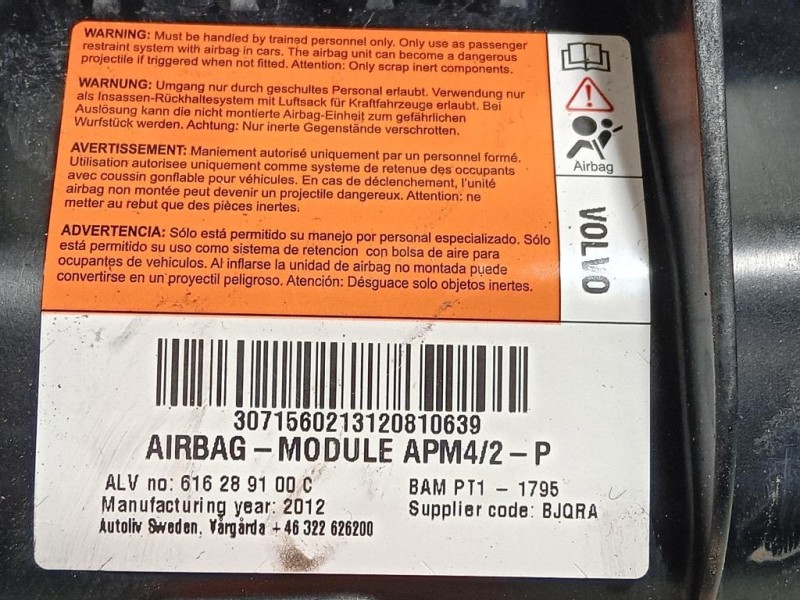 WARNING: Must be handled by trained personnel only. Only use as passenger
restraint system with airbag in cars. The airbag unit can become a dangerous
projectile if triggered when not fitted. Attention: Only scrap inert components.
WARNUNG: Umgang nur durch geschultes Personal erlaubt. Verwendung nur
als Insassen-Rückhaltesystem mit Luftsack für Kraftfahrzeuge erlaubt. Bei
Auslösung kann die nicht montierte Airbag-Einheit zum gefährlichen
Wurfstück werden. Achtung: Nur inerte Gegenstände verschrotten.
AVERTISSEMENT: Maniement autorisé uniquement par un personnel formé.
Utilisation autorisee uniquement comme systeme de retenue des occupants
avec coussin gonflable pour véhicules. En cas de déclenchement, l'unité
airbag non montée peut devenir un projectile dangereux. Attention: ne
metter au rebut que des pièces inertes.
ADVERTENCIA: Sólo está permitido su manejo por personal especializado. Sólo
está permitido su uso como sistema de retencion con bolsa de aire para
ocupantes de vehículos. Al inflarse la unidad de airbag no montada puede
convertirse en un proyectil peligroso. Atención: Désguace solo objetos inertes.
Airbag
VOLVO
3071560213120810639
AIRBAG - MODULE APM4/2 - P
ALV no: 616 28 91 00 C
BAM PT1 - 1795
Manufacturing year: 2012
Supplier code: BJQRA
Autoliv Sweden, Vårgårda +46 322 626200